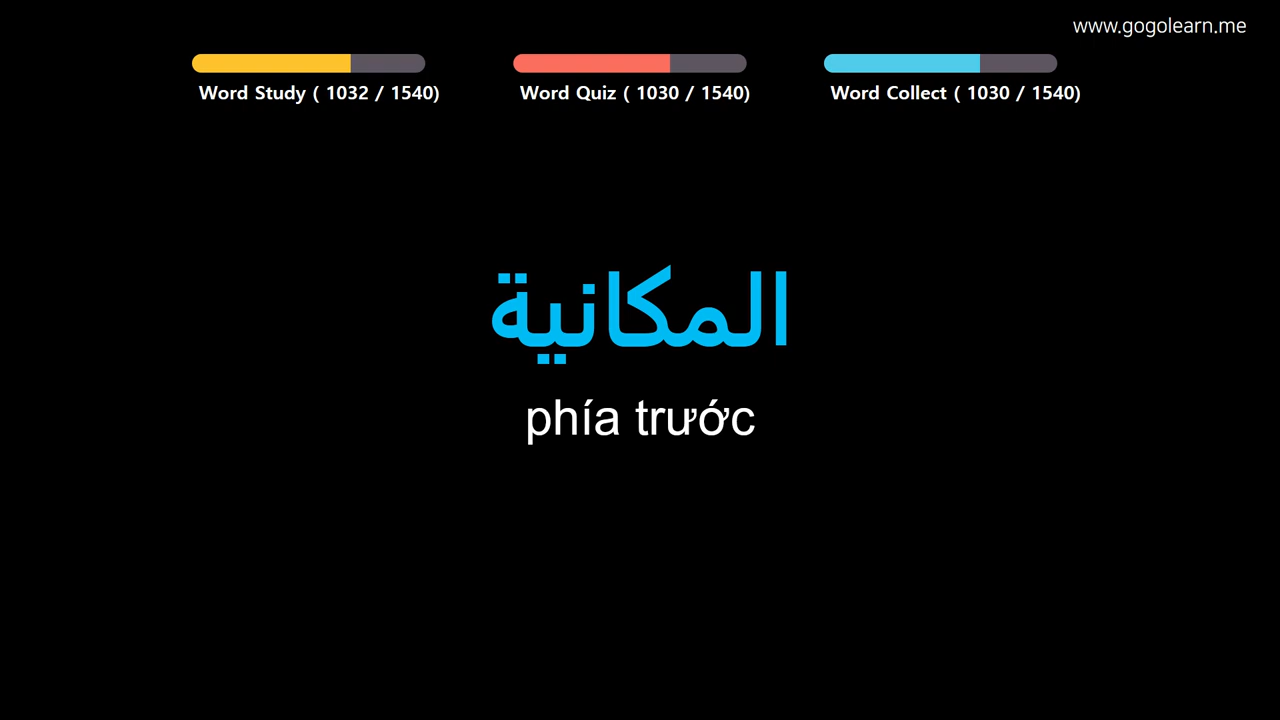 www.gogolearn.me
Word Study ( 1032 / 1540)
Word Quiz ( 1030 / 1540)
Word Collect ( 1030 / 1540)
المكانية
phía trước